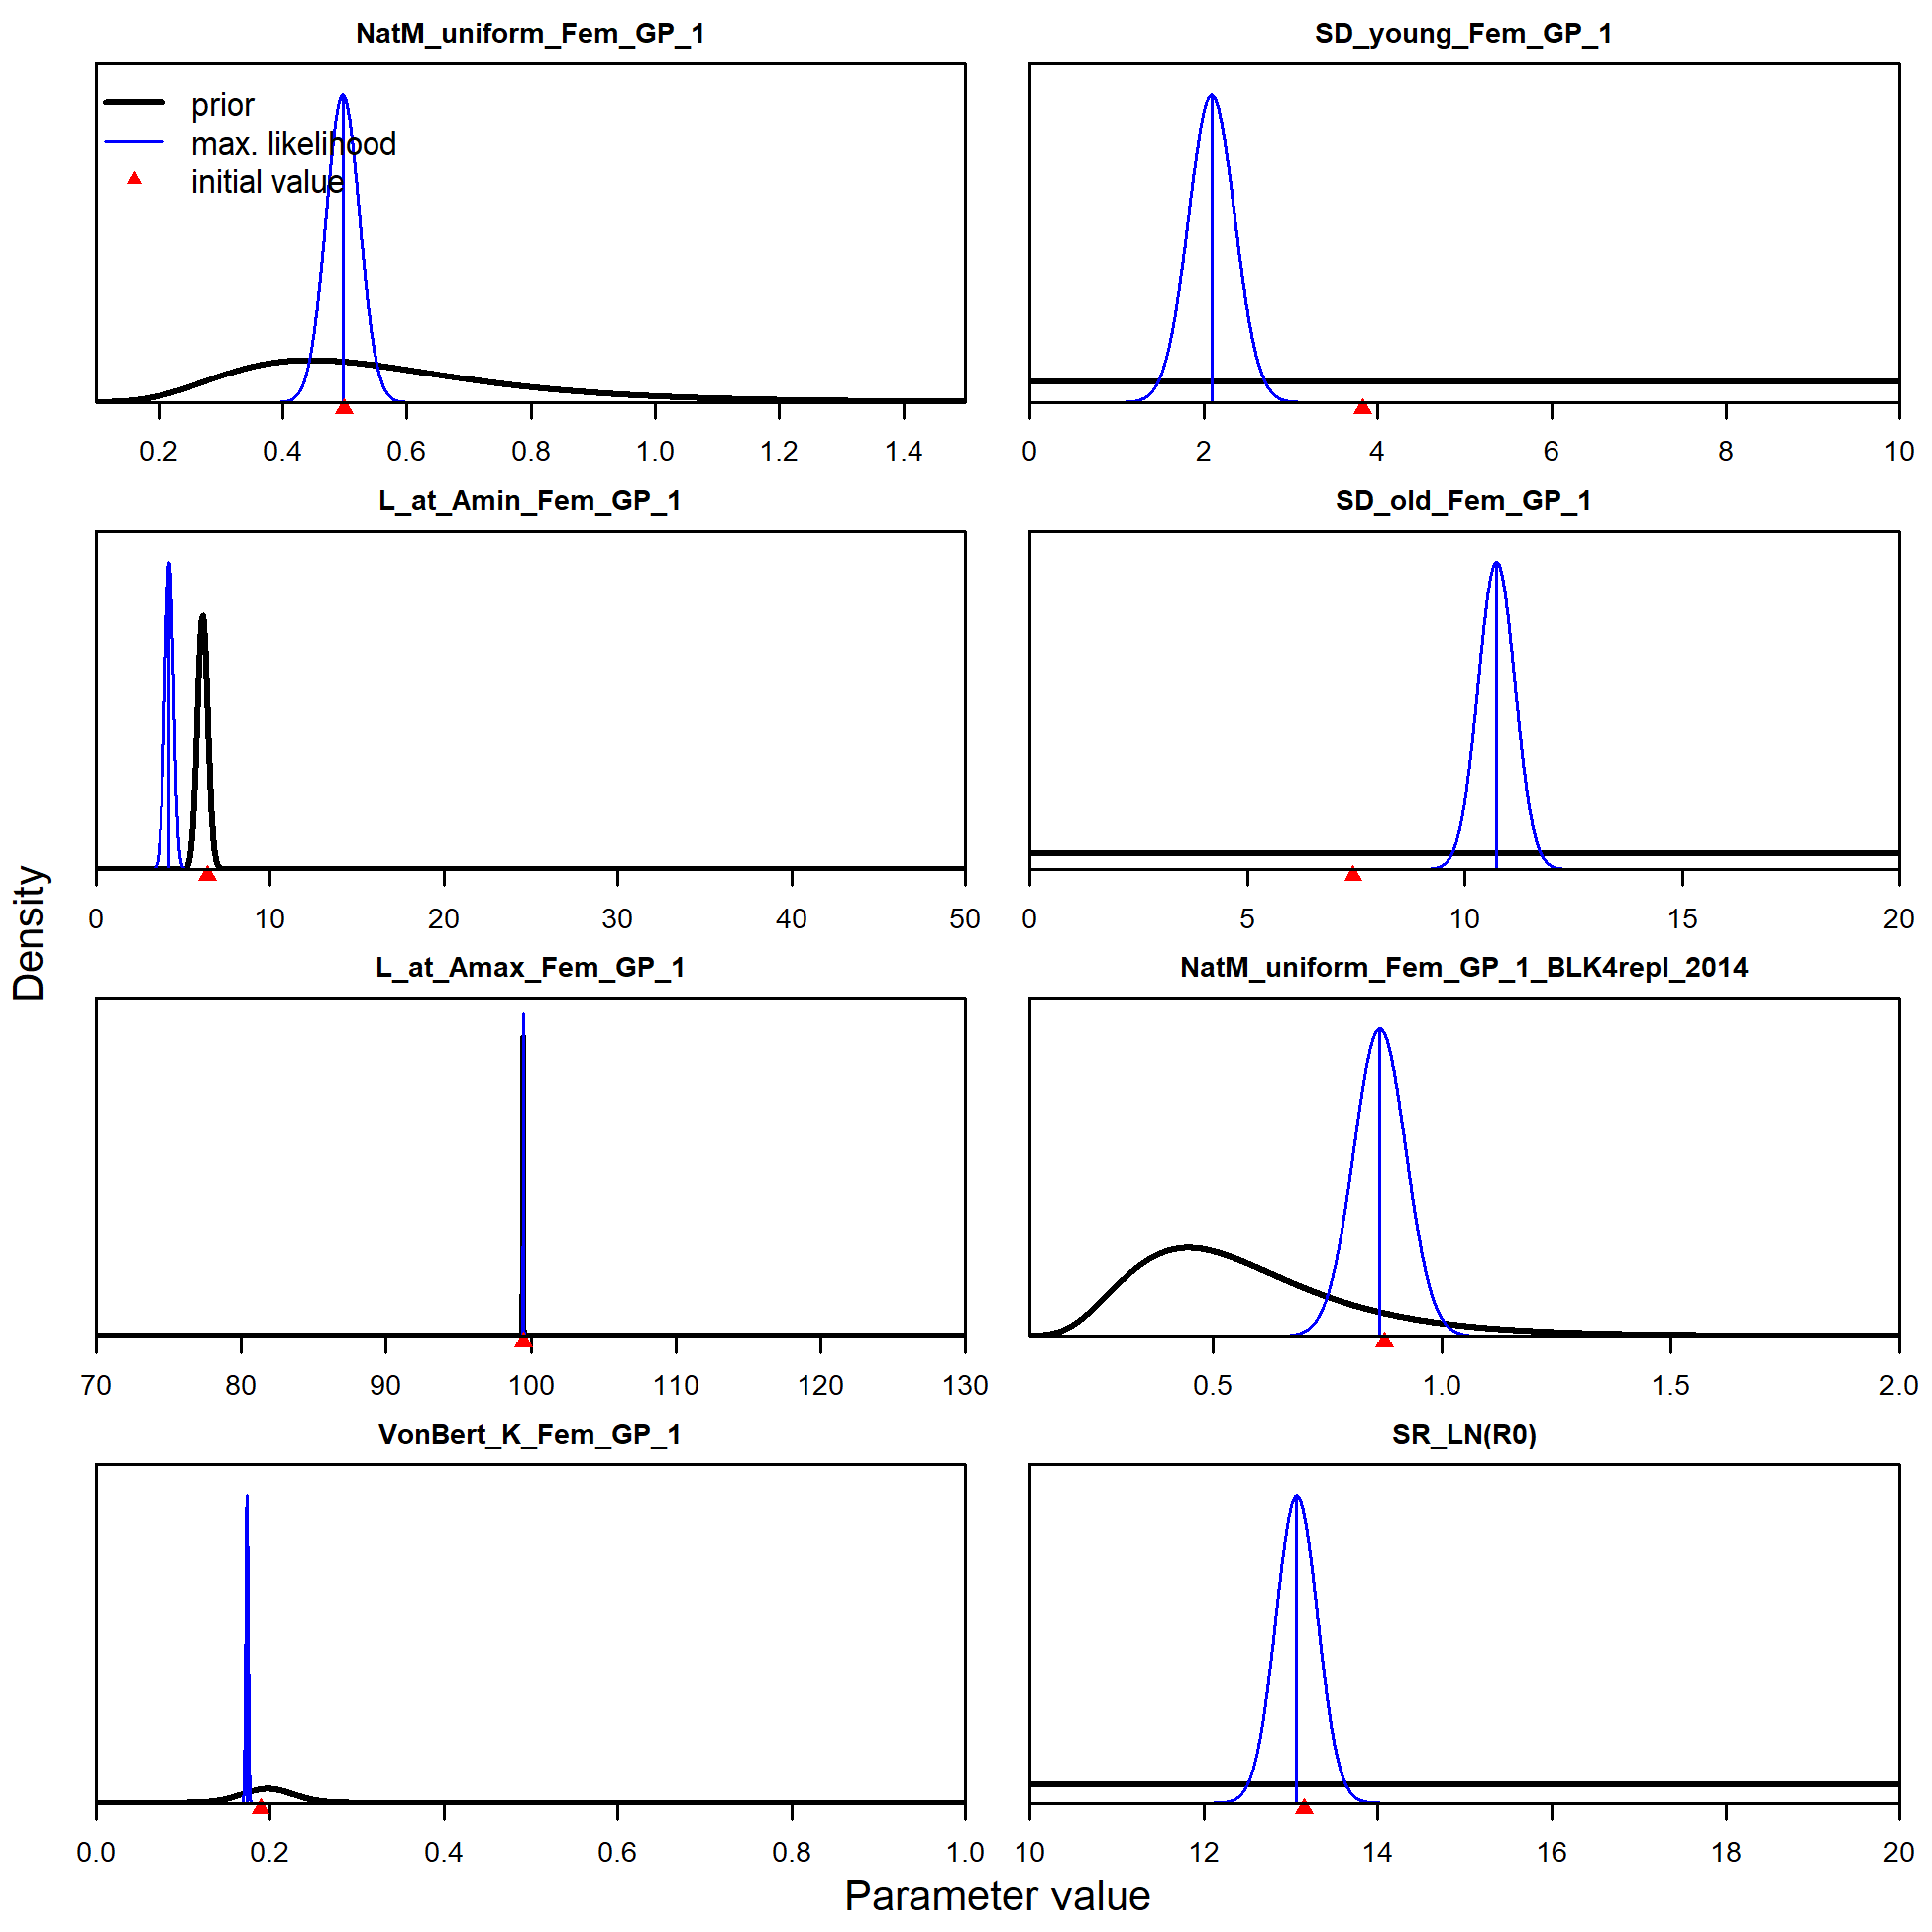 NatM_uniform_Fem_GP_1
prior
max. likelihood
initial value
0.2 0.4 0.6 0.8 1.0 1.2 1.4
SD_young_Fem_GP_1
0 2 4 6 8 10
L_at_Amin_Fem_GP_1
0 10 20 30 40 50
SD_old_Fem_GP_1
0 5 10 15 20
L_at_Amax_Fem_GP_1
70 80 90 100 110 120 130
NatM_uniform_Fem_GP_1_BLK4repl_2014
0.5 1.0 1.5 2.0
VonBert_K_Fem_GP_1
0.0 0.2 0.4 0.6 0.8 1.0
SR_LN(R0)
10 12 14 16 18 20
Density
Parameter value